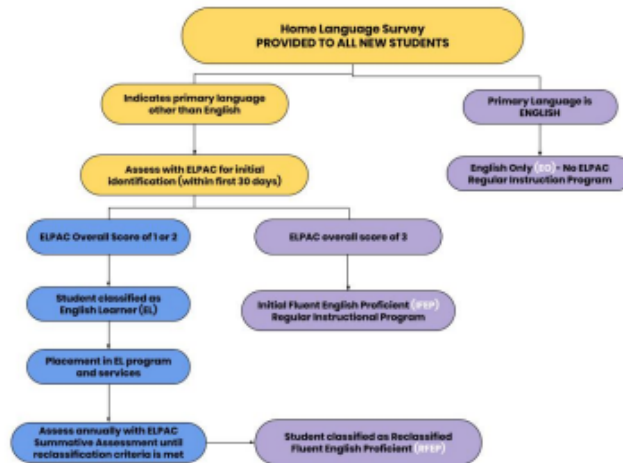 Home Language Survey
PROVIDED TO ALL NEW STUDENTS
Indicates primary language
other than English
Primary Language is
ENGLISH
Assess with ELPAC for initial
identification (within first 30 days)
English Only (EO) - No ELPAC
Regular Instruction Program
ELPAC Overall Score of 1 or 2
ELPAC overall score of 3
Student classified as
English Learner (EL)
Initial Fluent English Proficient (IFEP)
Regular Instructional Program
Placement in EL program
and services
Assess annually with ELPAC
Summative Assessment until
reclassification criteria is met
Student classified as Reclassified
Fluent English Proficient (RFEP)